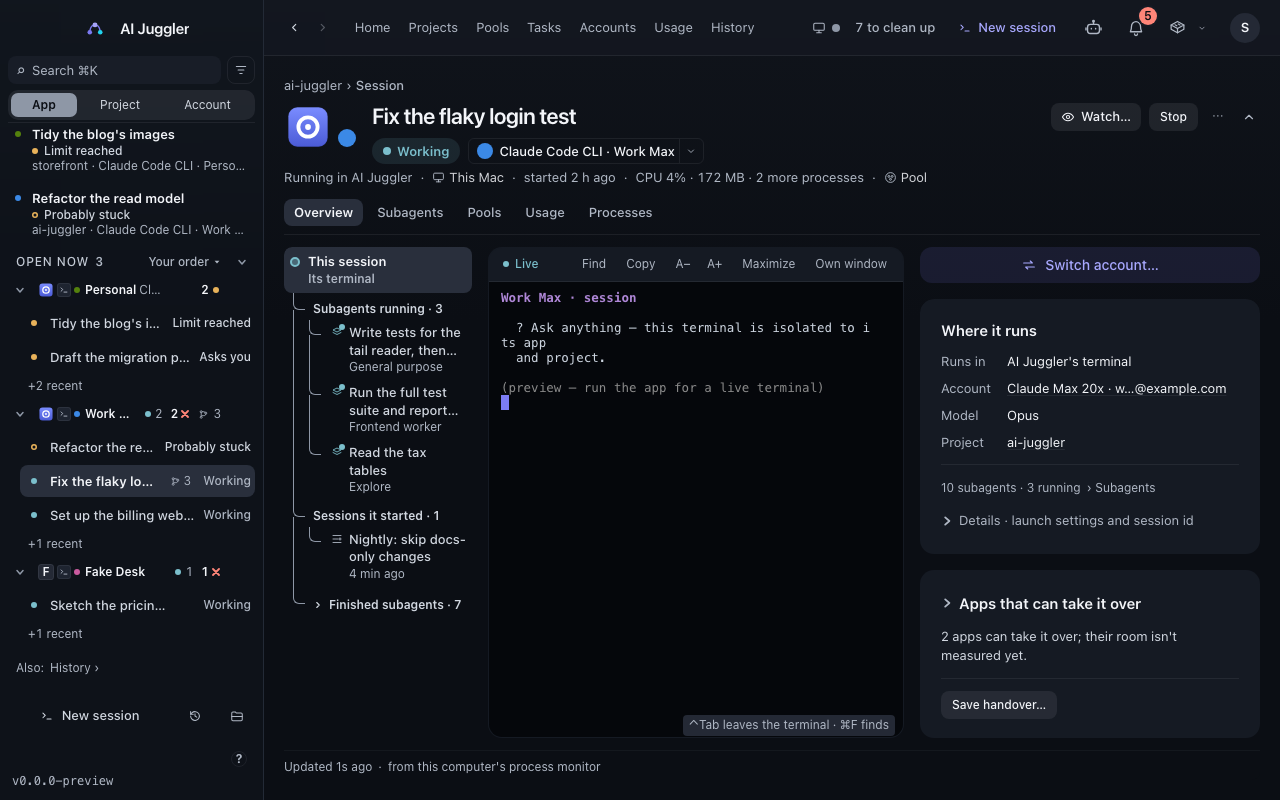 AI Juggler
Search ⌘K
App Project Account
Tidy the blog's images
Limit reached
storefront · Claude Code CLI · Perso...
Refactor the read model
Probably stuck
ai-juggler · Claude Code CLI · Work ...
OPEN NOW 3 Your order
Personal Cl... 2
Tidy the blog's i... Limit reached
Draft the migration p... Asks you
+2 recent
Work ... 2 2 3
Refactor the re... Probably stuck
Fix the flaky lo... 3 Working
Set up the billing web... Working
+1 recent
F Fake Desk 1 1
Sketch the pricin... Working
+1 recent
Also: History ›
New session
?
v0.0.0-preview
Home Projects Pools Tasks Accounts Usage History
7 to clean up New session 5 S
ai-juggler › Session
Fix the flaky login test
Watch... Stop ...
Working Claude Code CLI · Work Max
Running in AI Juggler · This Mac · started 2 h ago · CPU 4% · 172 MB · 2 more processes · Pool
Overview Subagents Pools Usage Processes
This session
Its terminal
Subagents running · 3
Write tests for the
tail reader, then...
General purpose
Run the full test
suite and report...
Frontend worker
Read the tax
tables
Explore
Sessions it started · 1
Nightly: skip docs-
only changes
4 min ago
Finished subagents · 7
Live Find Copy A− A+ Maximize Own window
Work Max · session
? Ask anything — this terminal is isolated to i
ts app
and project.
(preview — run the app for a live terminal)
^Tab leaves the terminal · ⌘F finds
Switch account...
Where it runs
Runs in AI Juggler's terminal
Account Claude Max 20x · w...@example.com
Model Opus
Project ai-juggler
10 subagents · 3 running › Subagents
Details · launch settings and session id
Apps that can take it over
2 apps can take it over; their room isn't
measured yet.
Save handover...
Updated 1s ago · from this computer's process monitor